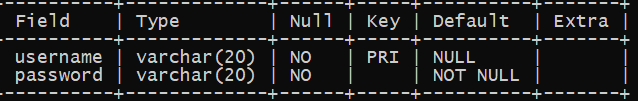 ----------+-------------+------+-----+----------+-------+
Field | Type | Null | Key | Default | Extra |
----------+-------------+------+-----+----------+-------+
username | varchar(20) | NO | PRI | NULL | |
password | varchar(20) | NO | | NOT NULL | |
----------+-------------+------+-----+----------+-------+